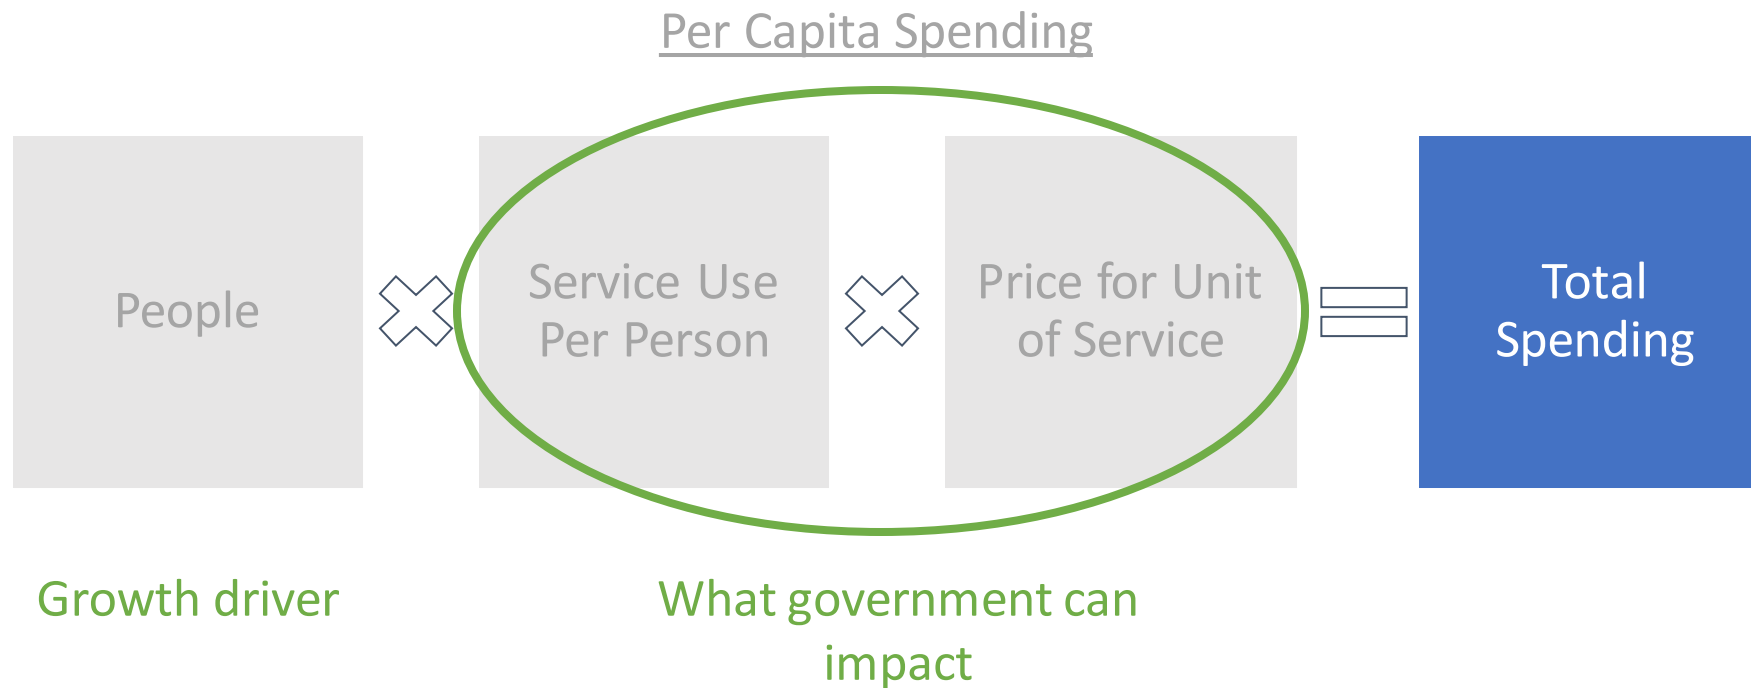 Per Capita Spending
People
Service Use
Per Person
Price for Unit
of Service
Total
Spending
Growth driver
What government can
impact